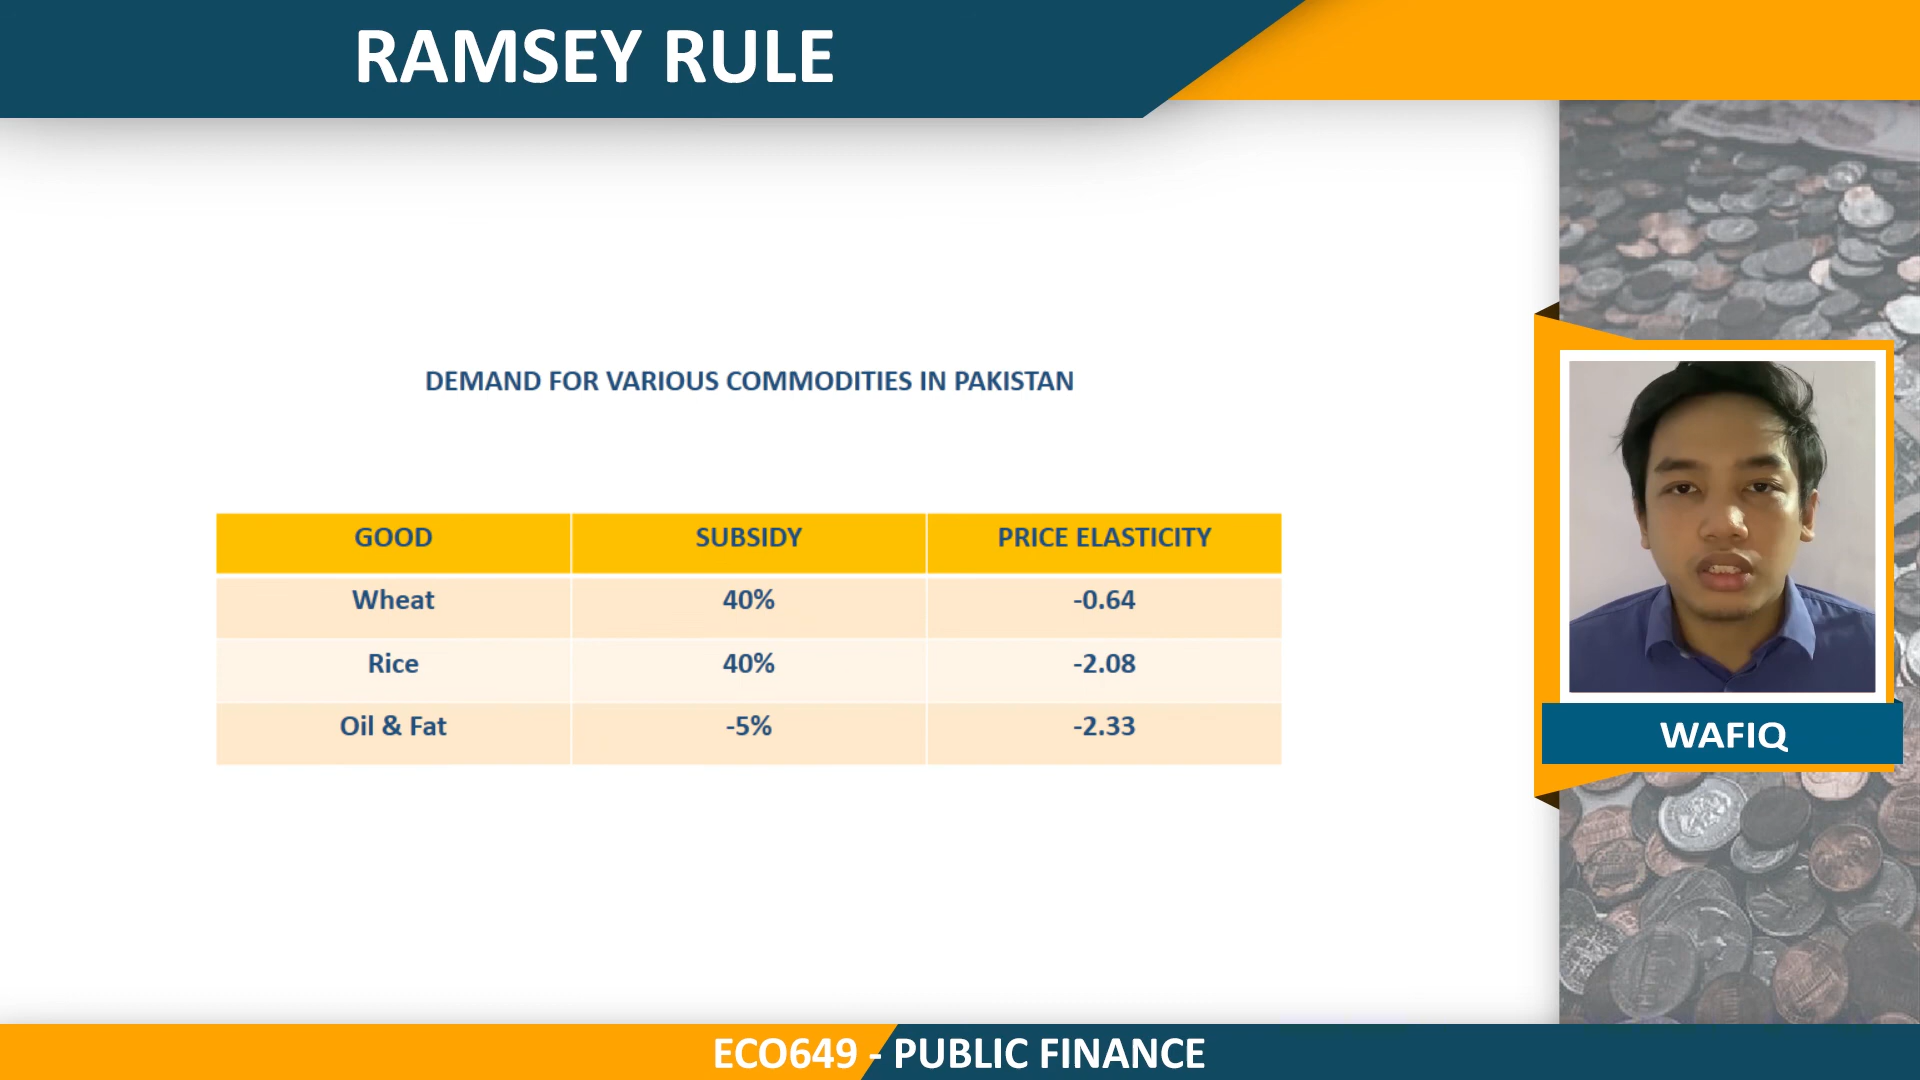 RAMSEY RULE
DEMAND FOR VARIOUS COMMODITIES IN PAKISTAN
GOOD SUBSIDY PRICE ELASTICITY
Wheat 40% -0.64
Rice 40% -2.08
Oil & Fat -5% -2.33
WAFIQ
ECO649 - PUBLIC FINANCE